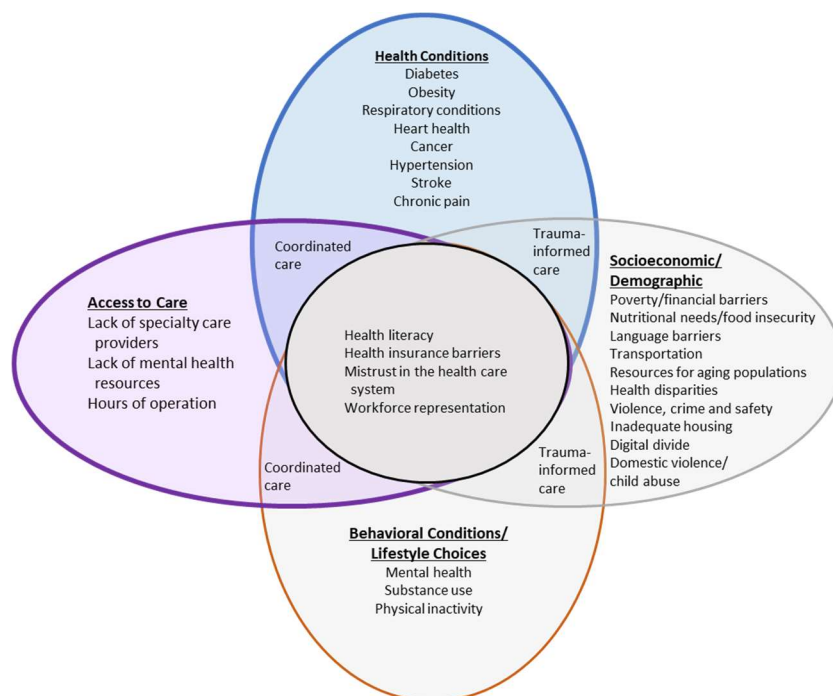 Health Conditions
Diabetes
Obesity
Respiratory conditions
Heart health
Cancer
Hypertension
Stroke
Chronic pain
Coordinated
care
Trauma-
informed
care
Access to Care
Lack of specialty care
providers
Lack of mental health
resources
Hours of operation
Health literacy
Health insurance barriers
Mistrust in the health care
system
Workforce representation
Socioeconomic/
Demographic
Poverty/financial barriers
Nutritional needs/food insecurity
Language barriers
Transportation
Resources for aging populations
Health disparities
Violence, crime and safety
Inadequate housing
Digital divide
Domestic violence/
child abuse
Coordinated
care
Trauma-
informed
care
Behavioral Conditions/
Lifestyle Choices
Mental health
Substance use
Physical inactivity